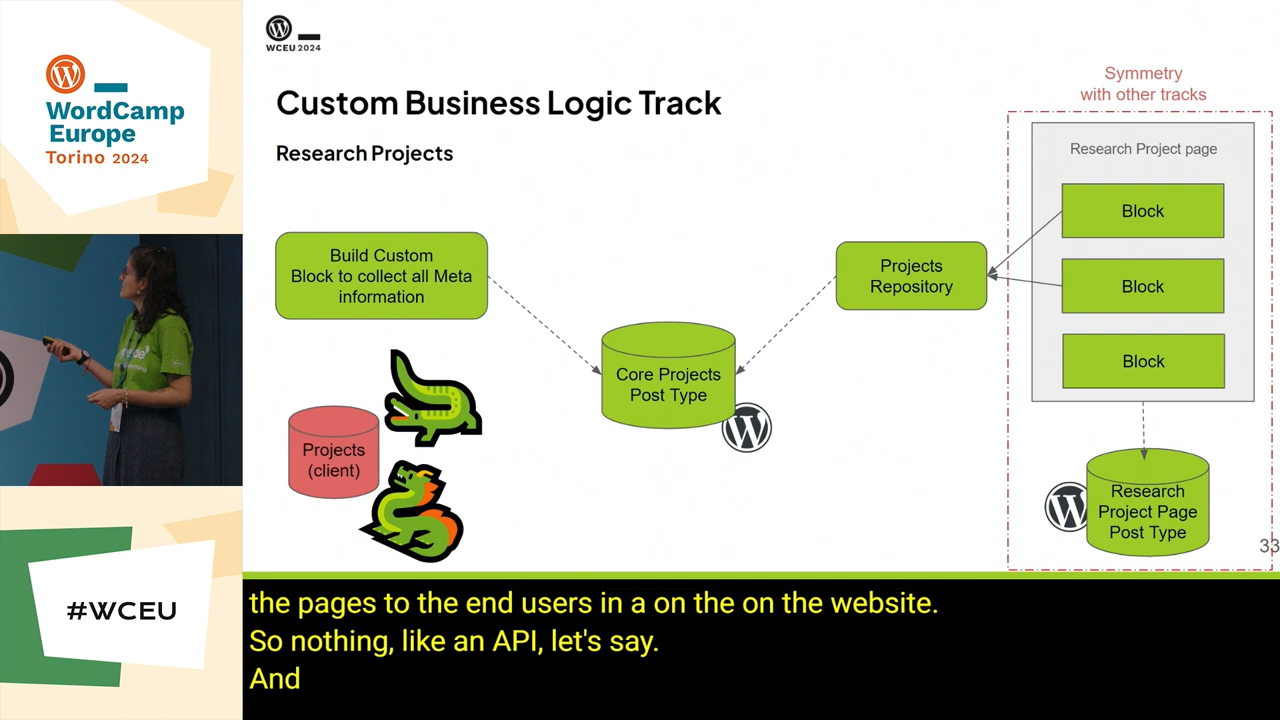 WordCamp
Europe
Torino 2024
#WCEU
WCEU 2024
Custom Business Logic Track
Research Projects
Build Custom
Block to collect all Meta
information
Projects
(client)
Core Projects
Post Type
Projects
Repository
Symmetry
with other tracks
Research Project page
Block
Block
Block
Research
Project Page
Post Type
33
the pages to the end users in a on the on the website.
So nothing, like an API, let's say.
And